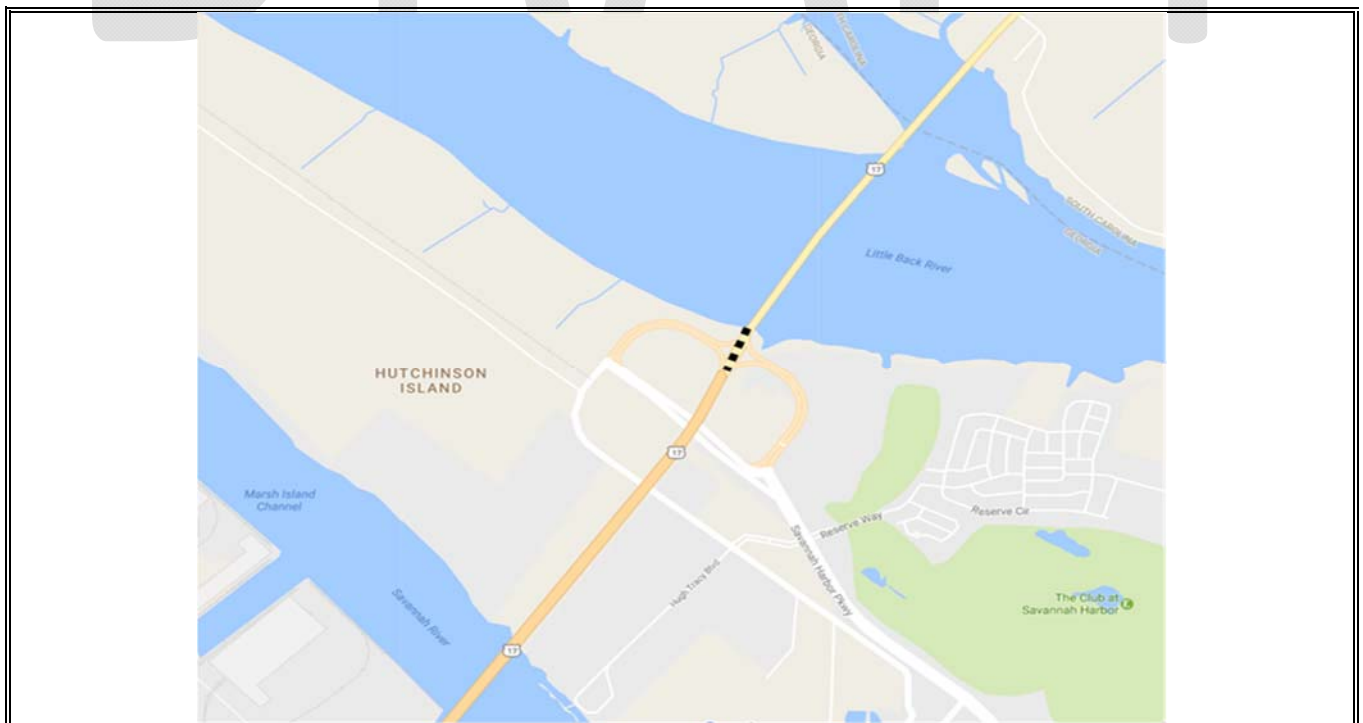 GEORGIA
TH CAROLINA
17
SOUTH CAROLINA
GEORGIA
Little Back River
HUTCHINSON
ISLAND
17
Marsh Island
Channel
Reserve Way
Reserve Cir
Savannah Harbor Pkwy
Hugh Tracy Blvd
The Club at
Savannah Harbor
Savannah River
17